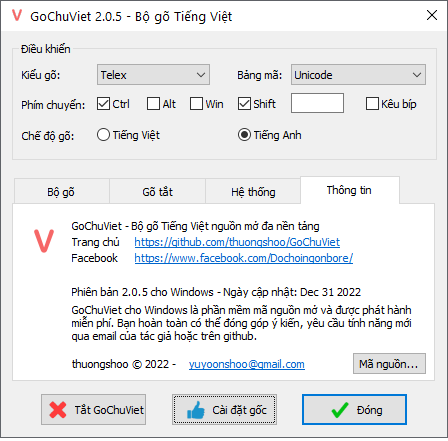 GoChuViet 2.0.5 - Bộ gõ Tiếng Việt
Điều khiển
Kiểu gõ: Telex Bảng mã: Unicode
Phím chuyển: Ctrl Alt Win Shift Kêu bíp
Chế độ gõ: Tiếng Việt Tiếng Anh
Bộ gõ Gõ tắt Hệ thống Thông tin
GoChuViet - Bộ gõ Tiếng Việt nguồn mở đa nền tảng
Trang chủ https://github.com/thuongshoo/GoChuViet
Facebook https://www.facebook.com/Dochoingonbore/
Phiên bản 2.0.5 cho Windows - Ngày cập nhật: Dec 31 2022
GoChuViet cho Windows là phần mềm mã nguồn mở và được phát hành
miễn phí. Bạn hoàn toàn có thể đóng góp ý kiến, yêu cầu tính năng mới
qua email của tác giả hoặc trên github.
thuongshoo © 2022 - yuyoonshoo@gmail.com Mã nguồn...
Tắt GoChuViet Cài đặt gốc Đóng